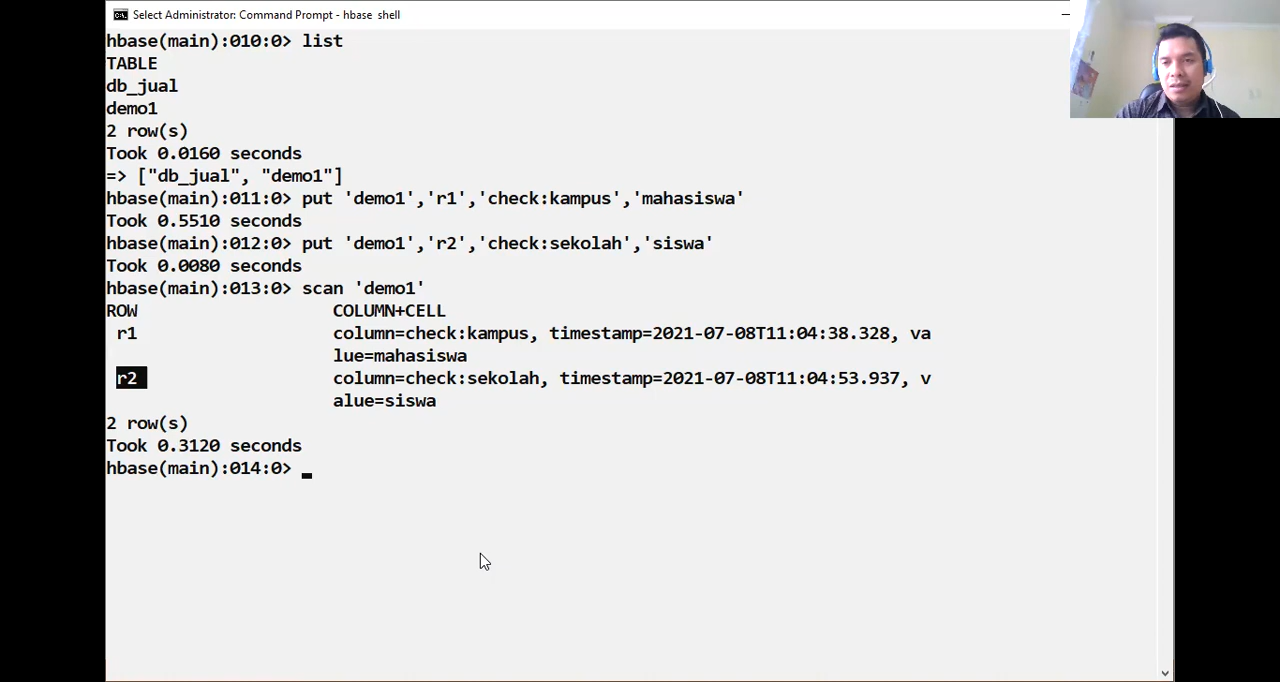 Select Administrator: Command Prompt - hbase  shell
hbase(main):010:0> list
TABLE
db_jual
demo1
2 row(s)
Took 0.0160 seconds
=> ["db_jual", "demo1"]
hbase(main):011:0> put 'demo1','r1','check:kampus','mahasiswa'
Took 0.5510 seconds
hbase(main):012:0> put 'demo1','r2','check:sekolah','siswa'
Took 0.0080 seconds
hbase(main):013:0> scan 'demo1'
ROW                   COLUMN+CELL
 r1                   column=check:kampus, timestamp=2021-07-08T11:04:38.328, va
                      lue=mahasiswa
 r2                   column=check:sekolah, timestamp=2021-07-08T11:04:53.937, v
                      alue=siswa
2 row(s)
Took 0.3120 seconds
hbase(main):014:0>